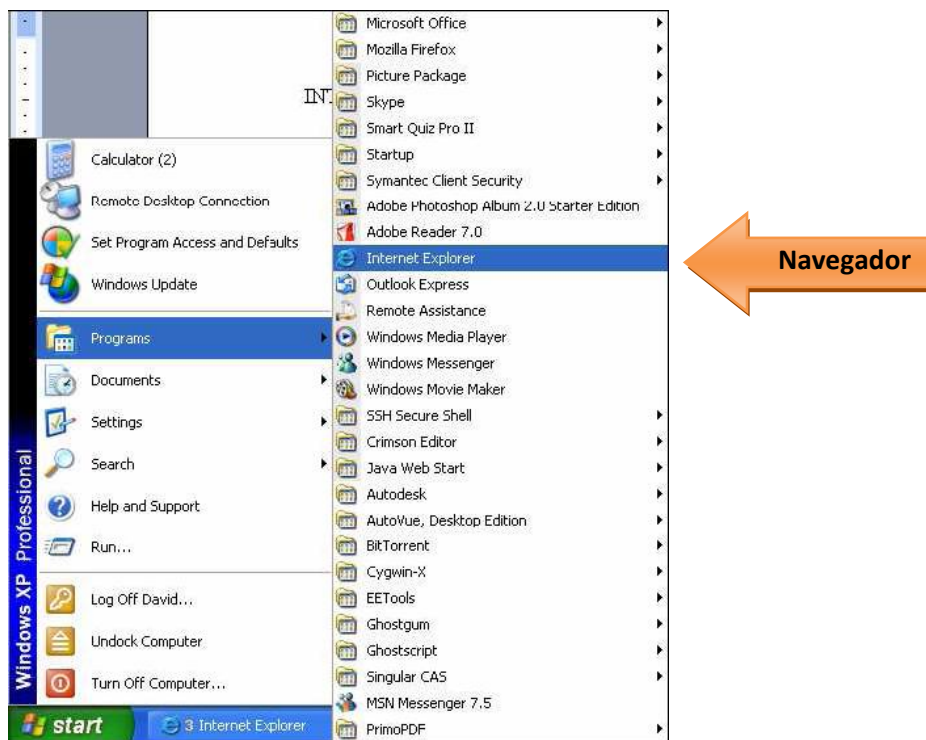 INT
Calculator (2)
Remote Desktop Connection
Set Program Access and Defaults
Windows Update
Programs
Documents
Settings
Search
Help and Support
Run...
Log Off David...
Undock Computer
Turn Off Computer...
Windows XP Professional
start
3 Internet Explorer
Microsoft Office
Mozilla Firefox
Picture Package
Skype
Smart Quiz Pro II
Startup
Symantec Client Security
Adobe Photoshop Album 2.0 Starter Edition
Adobe Reader 7.0
Internet Explorer
Outlook Express
Remote Assistance
Windows Media Player
Windows Messenger
Windows Movie Maker
SSH Secure Shell
Crimson Editor
Java Web Start
Autodesk
AutoVue, Desktop Edition
BitTorrent
Cygwin-X
EETools
Ghostgum
Ghostscript
Singular CAS
MSN Messenger 7.5
PrimoPDF
Navegador